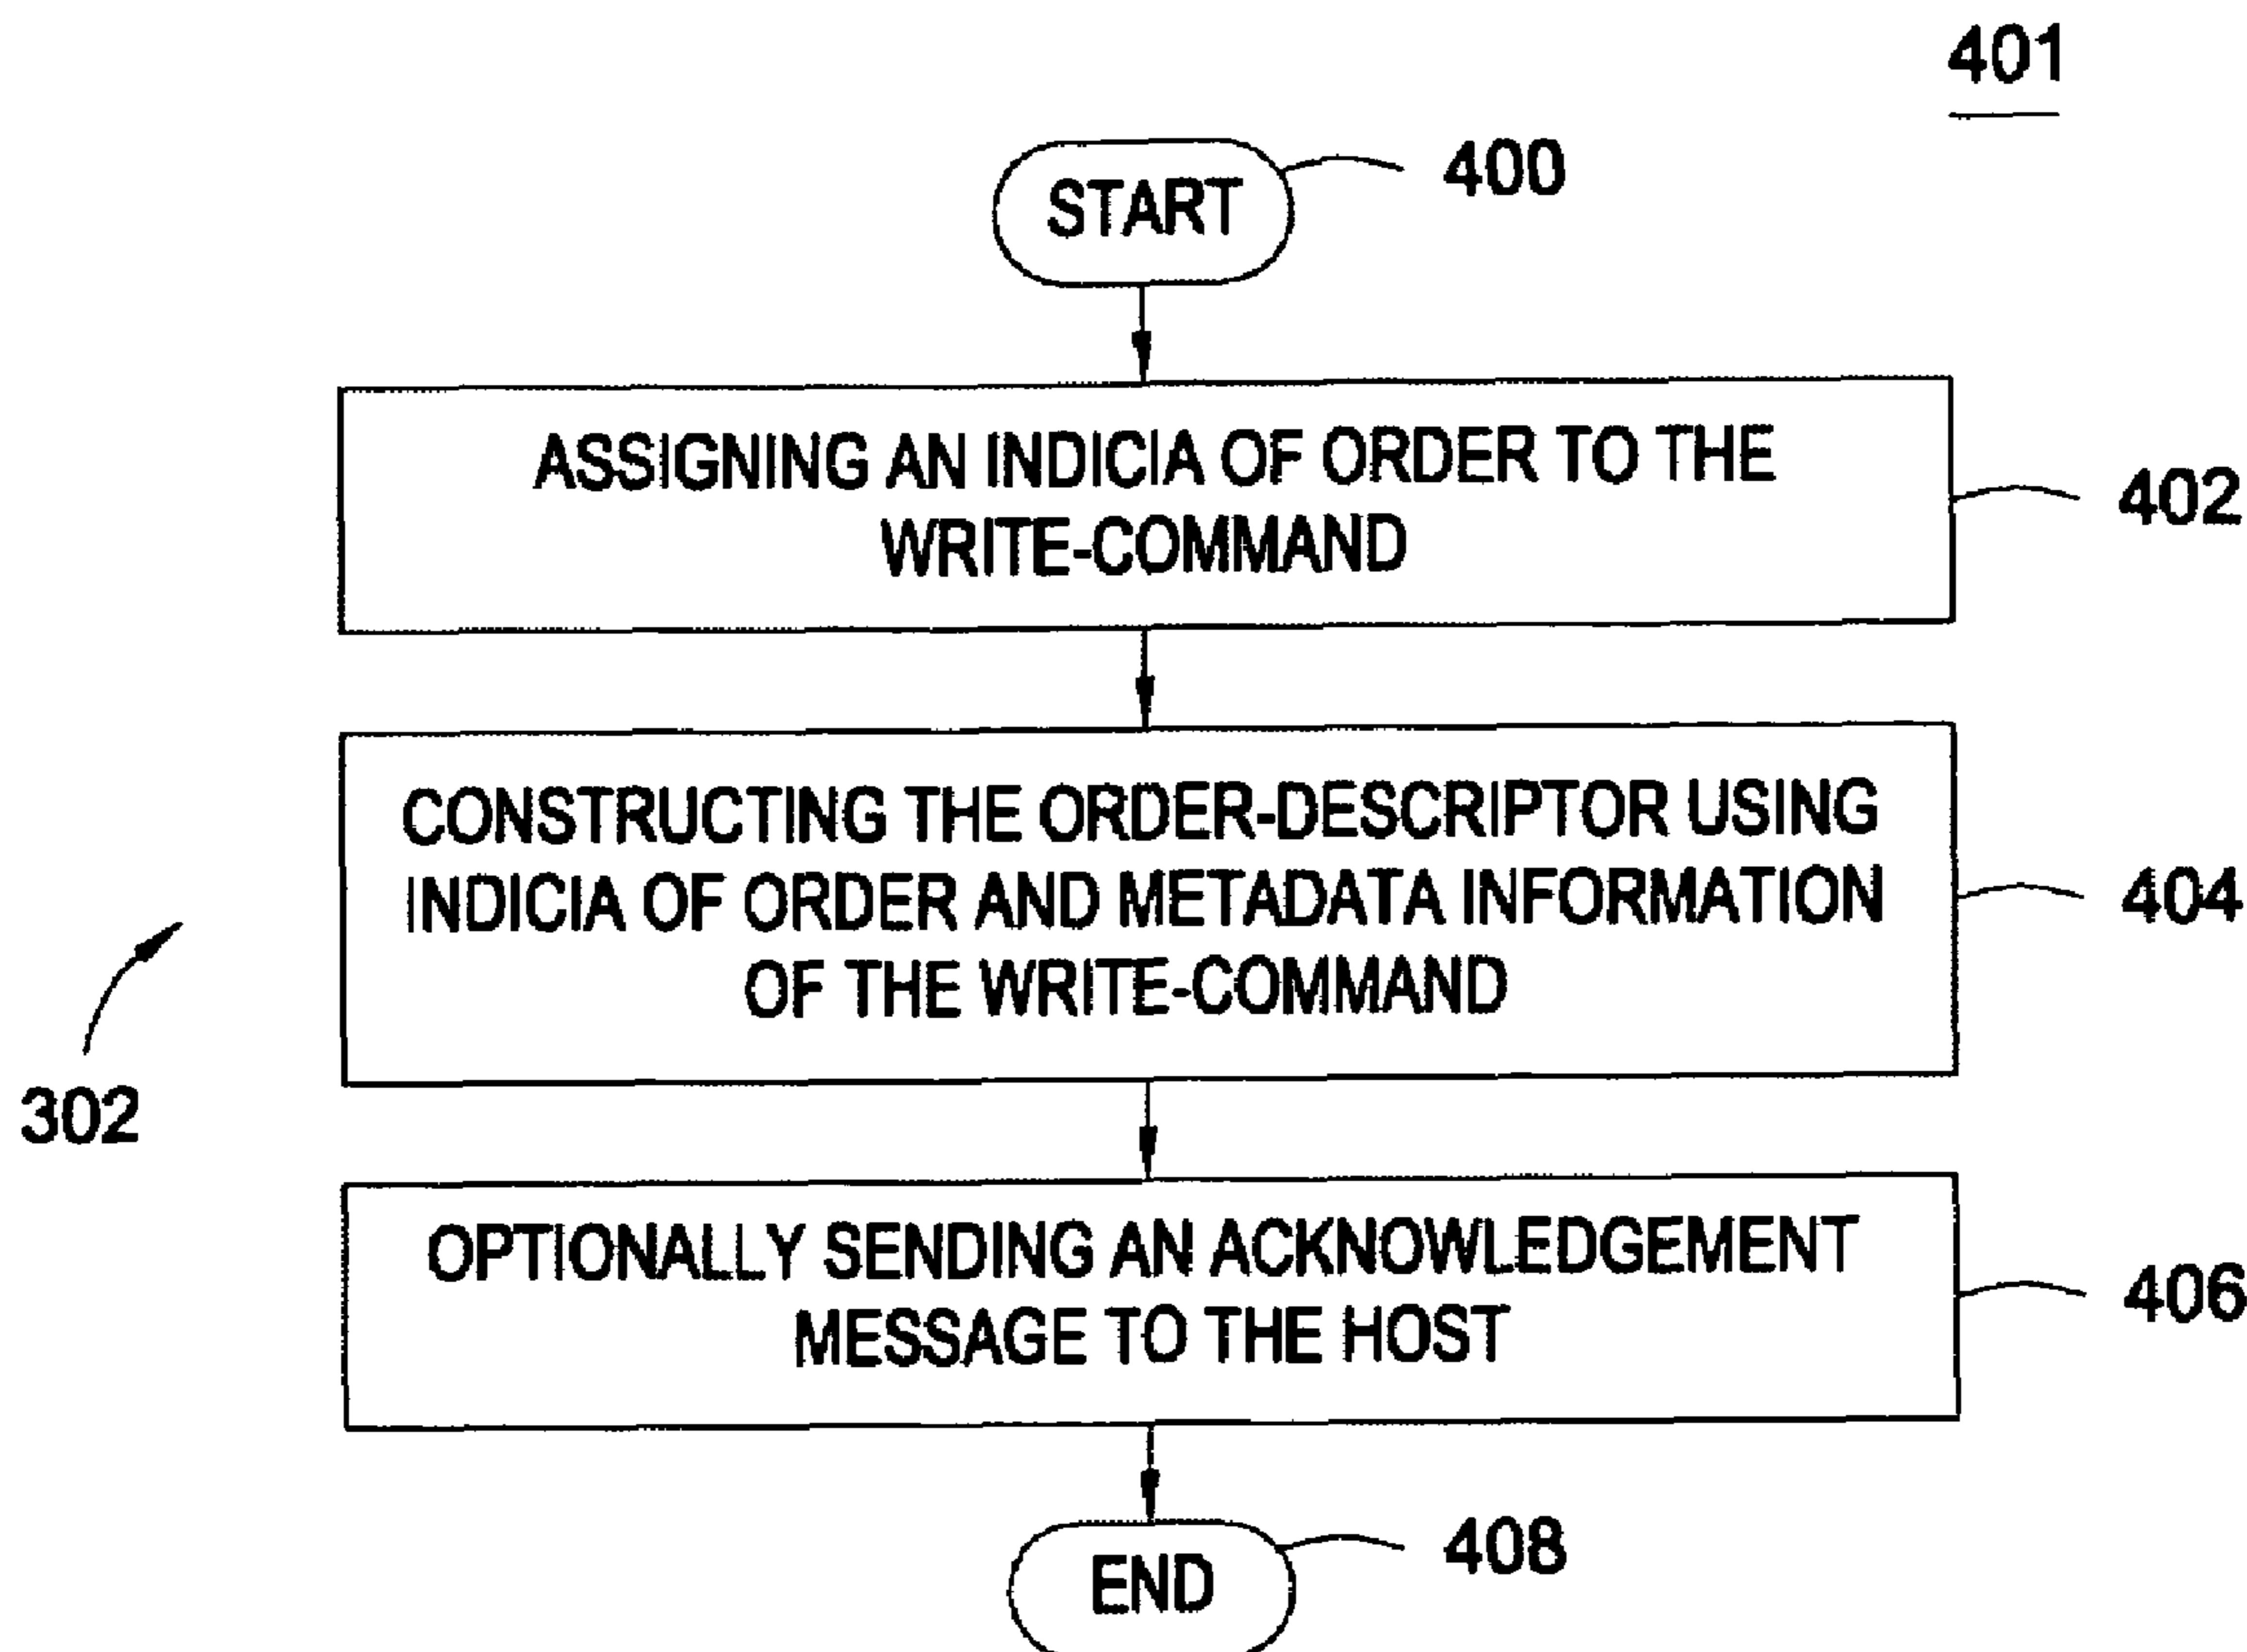 401
START
400
ASSIGNING AN INDICIA OF ORDER TO THE
WRITE-COMMAND
402
CONSTRUCTING THE ORDER-DESCRIPTOR USING
INDICIA OF ORDER AND METADATA INFORMATION
OF THE WRITE-COMMAND
404
302
OPTIONALLY SENDING AN ACKNOWLEDGEMENT
MESSAGE TO THE HOST
406
END
408